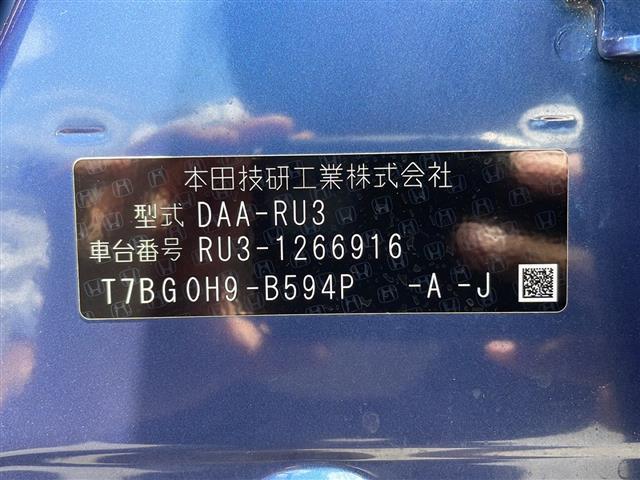 本田技研工業株式会社
型式 DAA-RU3
車台番号 RU3-1266916
T7BG0H9-B594P -A-J